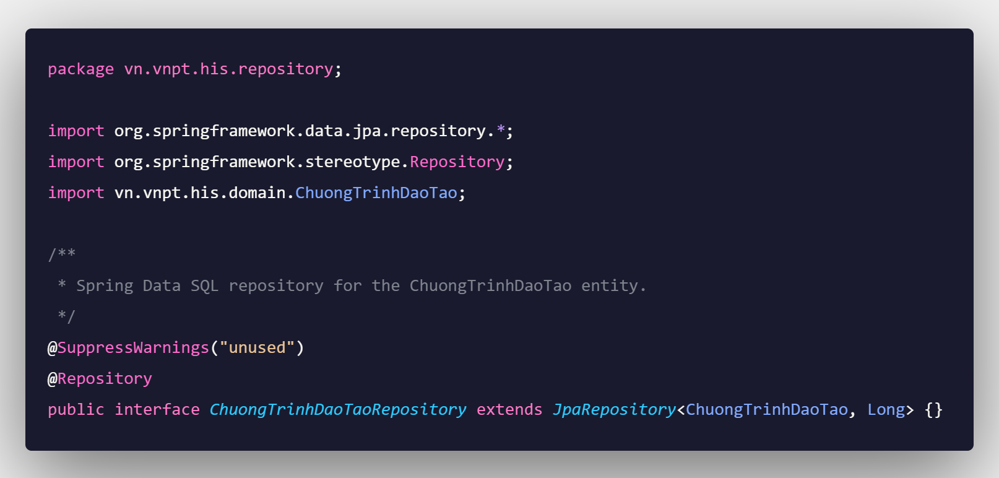 package vn.vnpt.his.repository;
import org.springframework.data.jpa.repository.*;
import org.springframework.stereotype.Repository;
import vn.vnpt.his.domain.ChuongTrinhDaoTao;
/**
 * Spring Data SQL repository for the ChuongTrinhDaoTao entity.
 */
@SuppressWarnings("unused")
@Repository
public interface ChuongTrinhDaoTaoRepository extends JpaRepository<ChuongTrinhDaoTao, Long> {}